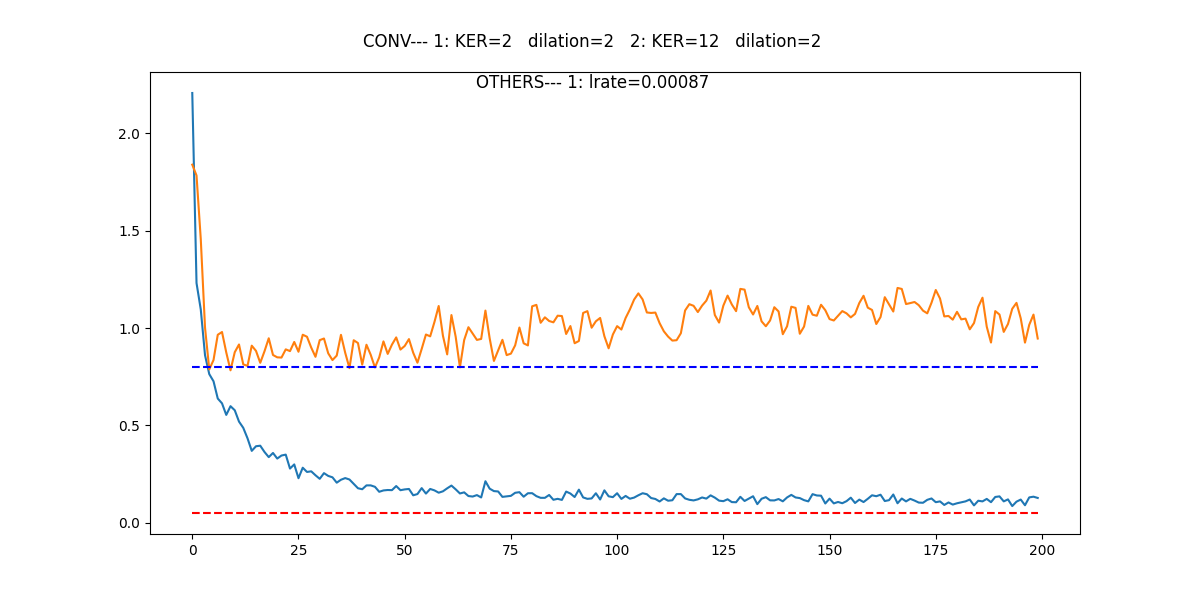 CONV--- 1: KER=2   dilation=2   2: KER=12   dilation=2
OTHERS--- 1: lrate=0.00087
2.0
1.5
1.0
0.5
0.0
0 25 50 75 100 125 150 175 200